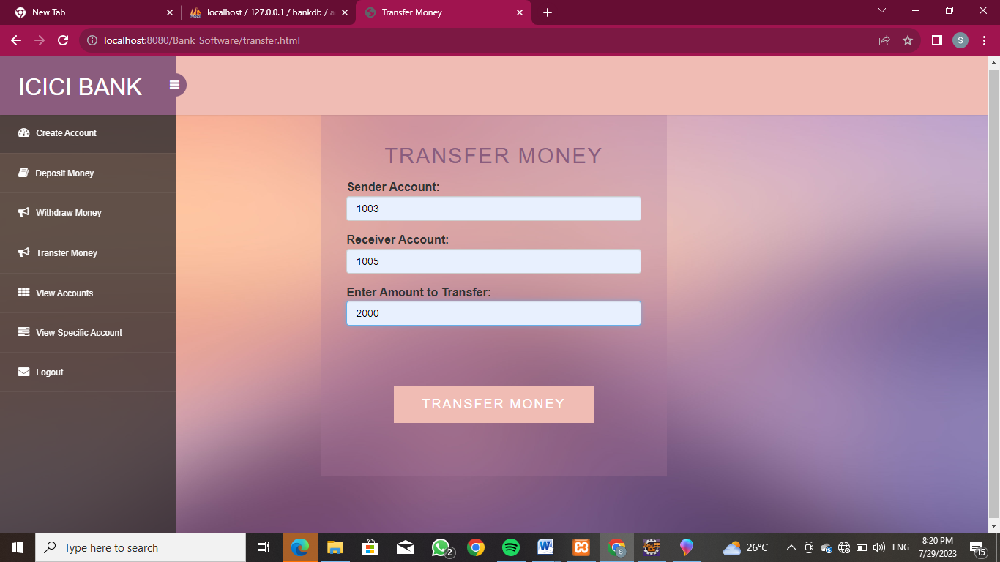 New Tab
localhost / 127.0.0.1 / bankdb / a
Transfer Money
localhost:8080/Bank_Software/transfer.html
S
ICICI BANK
Create Account
Deposit Money
Withdraw Money
Transfer Money
View Accounts
View Specific Account
Logout
TRANSFER MONEY
Sender Account:
1003
Receiver Account:
1005
Enter Amount to Transfer:
2000
TRANSFER MONEY
Type here to search
2
W
S
26°C
ENG
8:20 PM
7/29/2023
15